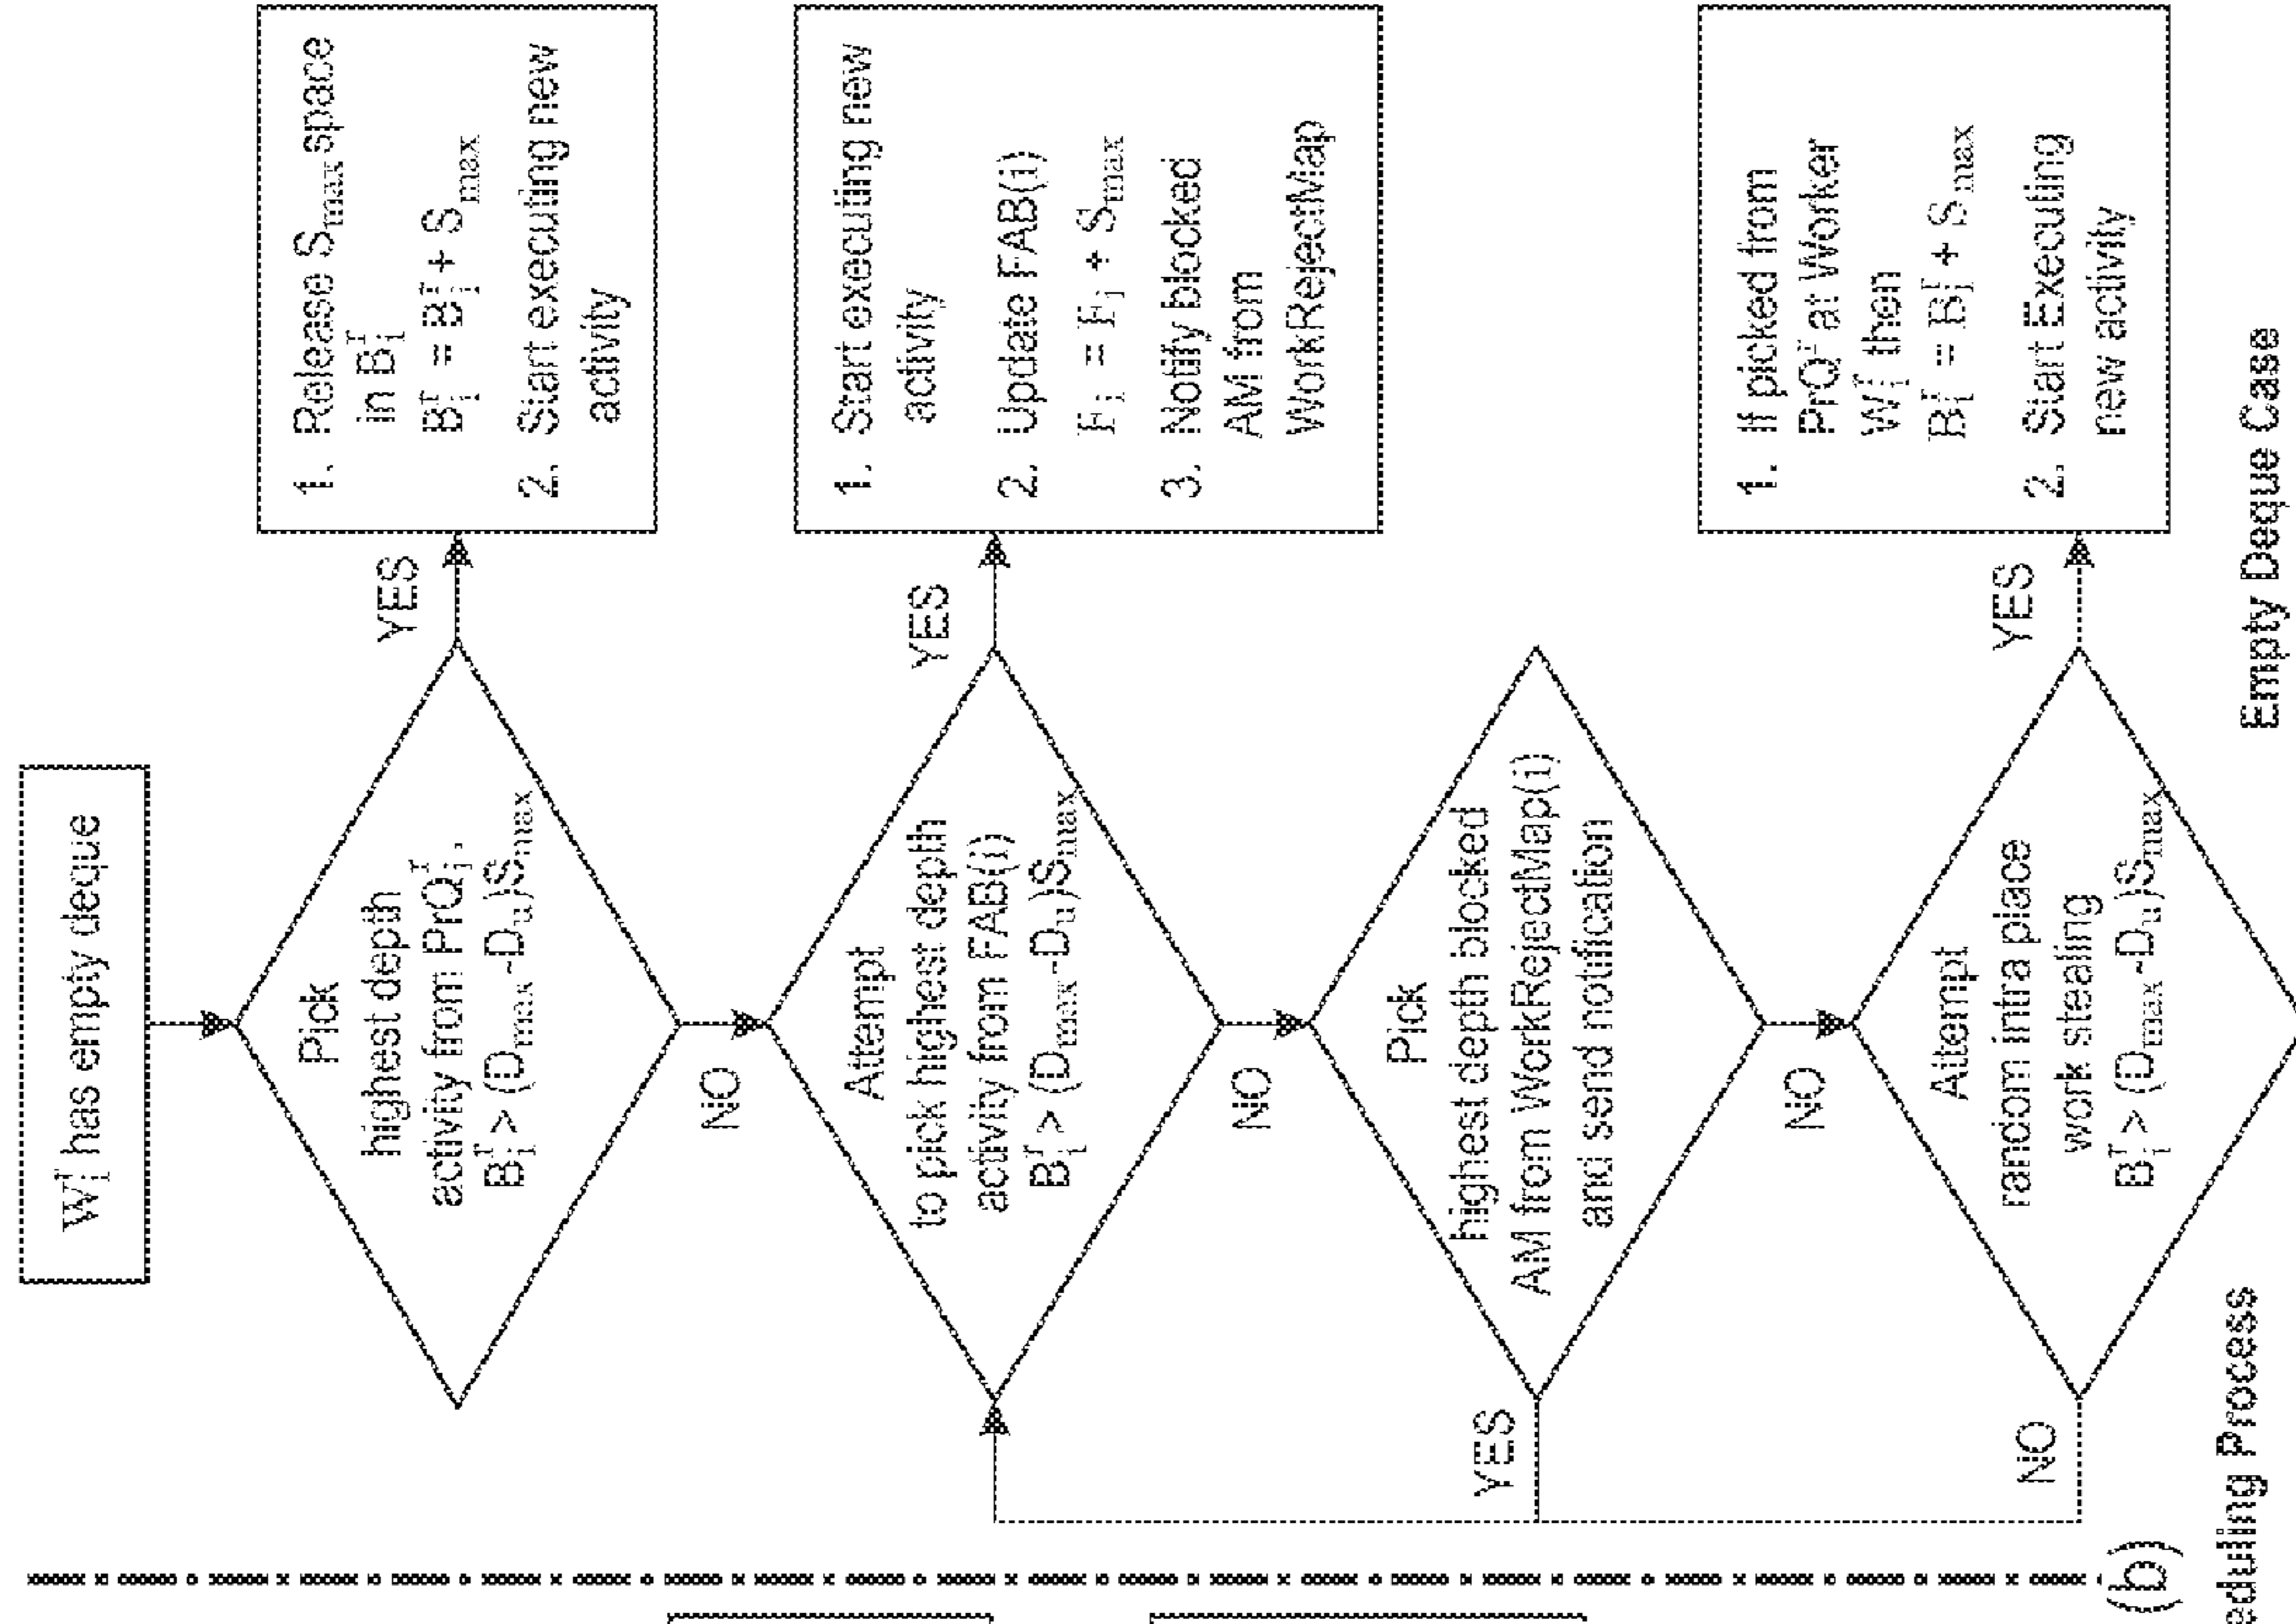 W_i^r has empty deque
Pick
highest depth
activity from PrQ_i^r.
B_i^r > (D_max - D_u)S_max
YES
1. Release S_max space
in B_i^r
B_i^r = B_i^r + S_max
2. Start executing new
activity
NO
Attempt
to pick highest depth
activity from FAB(i)
B_i^r > (D_max - D_u)S_max
YES
1. Start executing new
activity
2. Update FAB(i)
F_i = F_i + S_max
3. Notify blocked
AM from
WorkRejectMap
NO
Pick
highest depth blocked
AM from WorkRejectMap(i)
and send notification
YES
NO
Attempt
random intra place
work stealing
B_i^r > (D_max - D_u)S_max
YES
1. If picked from
PrQ^r at Worker
W_i^r then
B_i^r = B_i^r + S_max
2. Start Executing
new activity
NO
(b)
eduling Process
Empty Deque Case